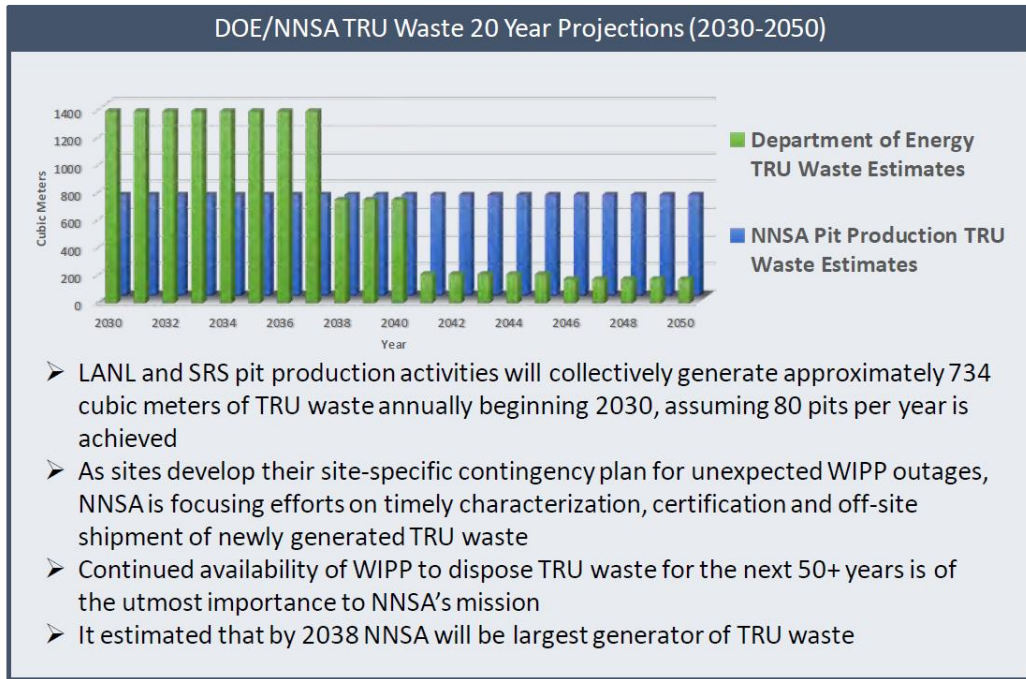 DOE/NNSA TRU Waste 20 Year Projections (2030-2050)
1400
1200
1000
800
600
400
200
0
Cubic Meters
2030 2032 2034 2036 2038 2040 2042 2044 2046 2048 2050
Year
Department of Energy
TRU Waste Estimates
NNSA Pit Production TRU
Waste Estimates
➢ LANL and SRS pit production activities will collectively generate approximately 734
cubic meters of TRU waste annually beginning 2030, assuming 80 pits per year is
achieved
➢ As sites develop their site-specific contingency plan for unexpected WIPP outages,
NNSA is focusing efforts on timely characterization, certification and off-site
shipment of newly generated TRU waste
➢ Continued availability of WIPP to dispose TRU waste for the next 50+ years is of
the utmost importance to NNSA's mission
➢ It estimated that by 2038 NNSA will be largest generator of TRU waste